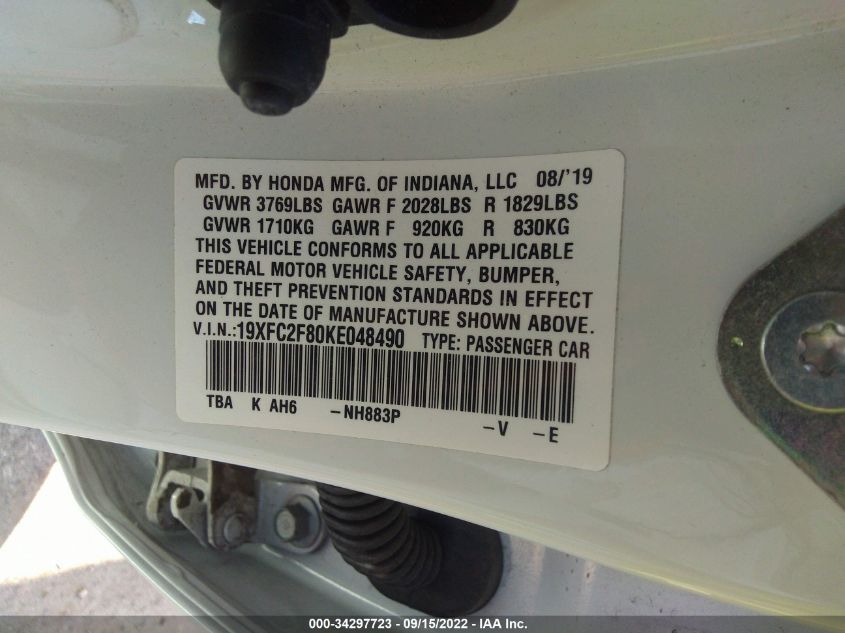 MFD. BY HONDA MFG. OF INDIANA, LLC 08/'19
GVWR 3769LBS GAWR F 2028LBS R 1829LBS
GVWR 1710KG GAWR F 920KG R 830KG
THIS VEHICLE CONFORMS TO ALL APPLICABLE
FEDERAL MOTOR VEHICLE SAFETY, BUMPER,
AND THEFT PREVENTION STANDARDS IN EFFECT
ON THE DATE OF MANUFACTURE SHOWN ABOVE.
V.I.N.:19XFC2F80KE048490 TYPE: PASSENGER CAR
TBA K AH6 -NH883P -V -E
000-34297723 - 09/15/2022 - IAA Inc.